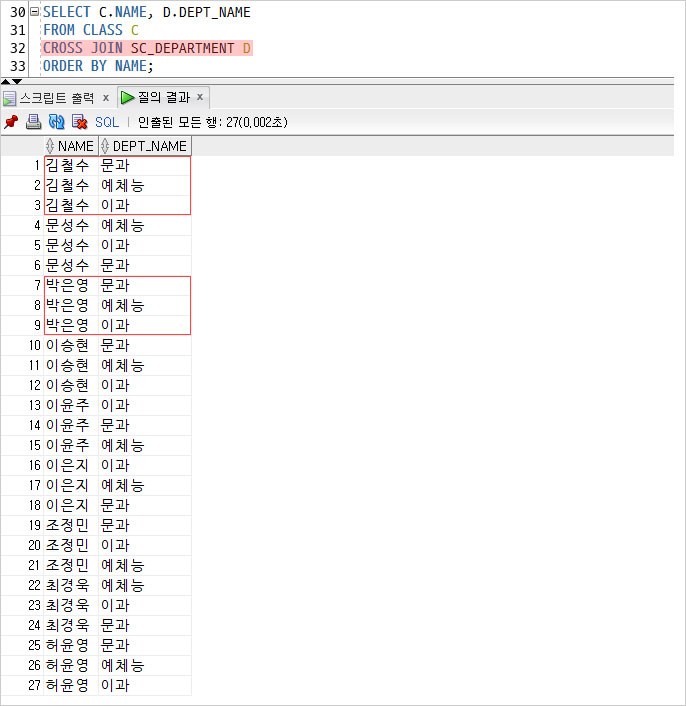 30 SELECT C.NAME, D.DEPT_NAME
31 FROM CLASS C
32 CROSS JOIN SC_DEPARTMENT D
33 ORDER BY NAME;
스크립트 출력 x 질의 결과 x
SQL | 인출된 모든 행: 27(0,002초)
NAME DEPT_NAME
1 김철수 문과
2 김철수 예체능
3 김철수 이과
4 문성수 예체능
5 문성수 이과
6 문성수 문과
7 박은영 문과
8 박은영 예체능
9 박은영 이과
10 이승현 문과
11 이승현 예체능
12 이승현 이과
13 이윤주 이과
14 이윤주 문과
15 이윤주 예체능
16 이은지 이과
17 이은지 예체능
18 이은지 문과
19 조정민 문과
20 조정민 이과
21 조정민 예체능
22 최경욱 예체능
23 최경욱 이과
24 최경욱 문과
25 허윤영 문과
26 허윤영 예체능
27 허윤영 이과